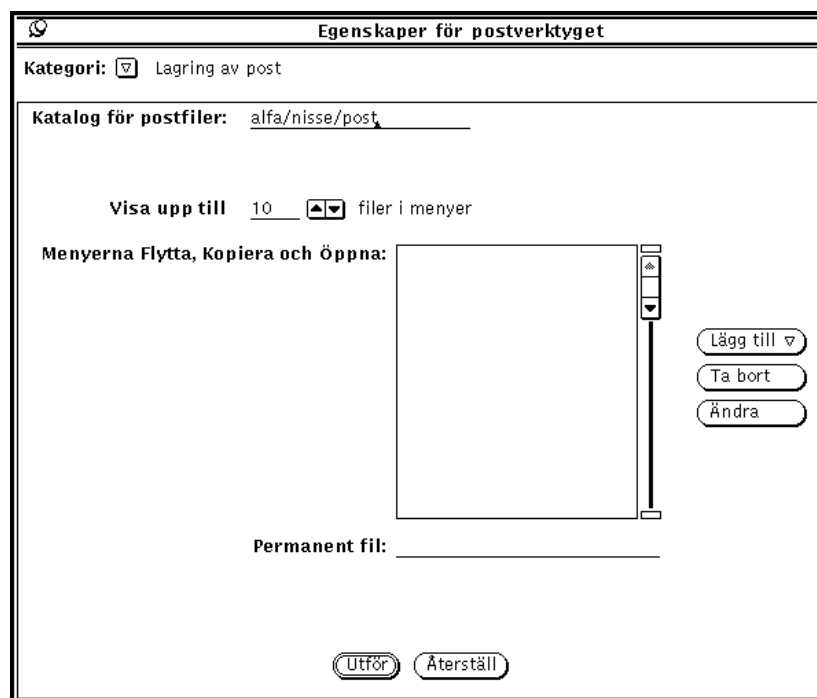 Egenskaper för postverktyget
Kategori: Lagring av post
Katalog för postfiler: alfa/nisse/post
Visa upp till 10 filer i menyer
Menyerna Flytta, Kopiera och Öppna:
Lägg till
Ta bort
Ändra
Permanent fil:
Utför Återställ